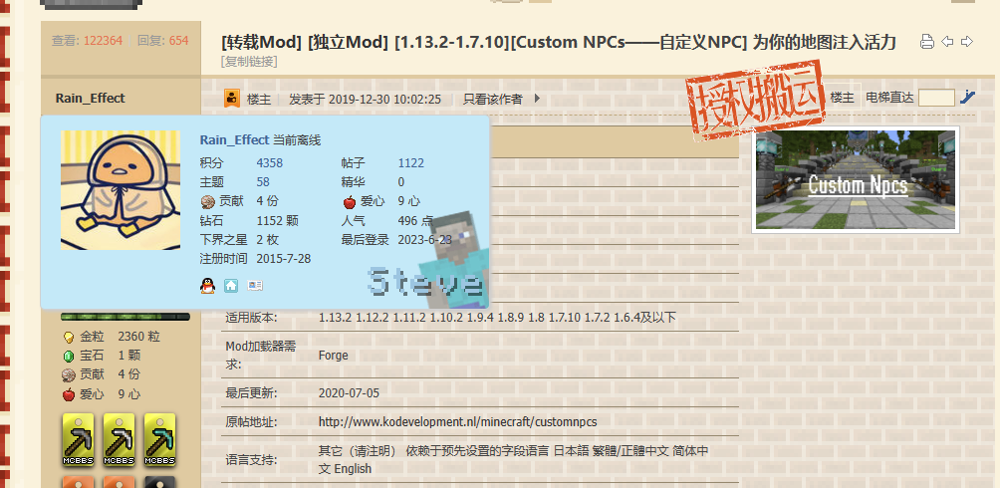 查看: 122364 | 回复: 654
[转载Mod] [独立Mod] [1.13.2-1.7.10][Custom NPCs——自定义NPC] 为你的地图注入活力
[复制链接]
Rain_Effect
楼主 发表于 2019-12-30 10:02:25 | 只看该作者
授权搬运
楼主 电梯直达
Rain_Effect 当前离线
积分 4358 帖子 1122
主题 58 精华 0
贡献 4 份 爱心 9 心
钻石 1152 颗 人气 496 点
下界之星 2 枚 最后登录 2023-6-23
注册时间 2015-7-28
Steve
Custom Npcs
金粒 2360 粒
宝石 1 颗
贡献 4 份
爱心 9 心
MCBBS MCBBS MCBBS
适用版本: 1.13.2 1.12.2 1.11.2 1.10.2 1.9.4 1.8.9 1.8 1.7.10 1.7.2 1.6.4及以下
Mod加载器需
求: Forge
最后更新: 2020-07-05
原帖地址: http://www.kodevelopment.nl/minecraft/customnpcs
语言支持: 其它（请注明） 依赖于预先设置的字段语言 日本語 繁體/正體中文 简体中
文 English